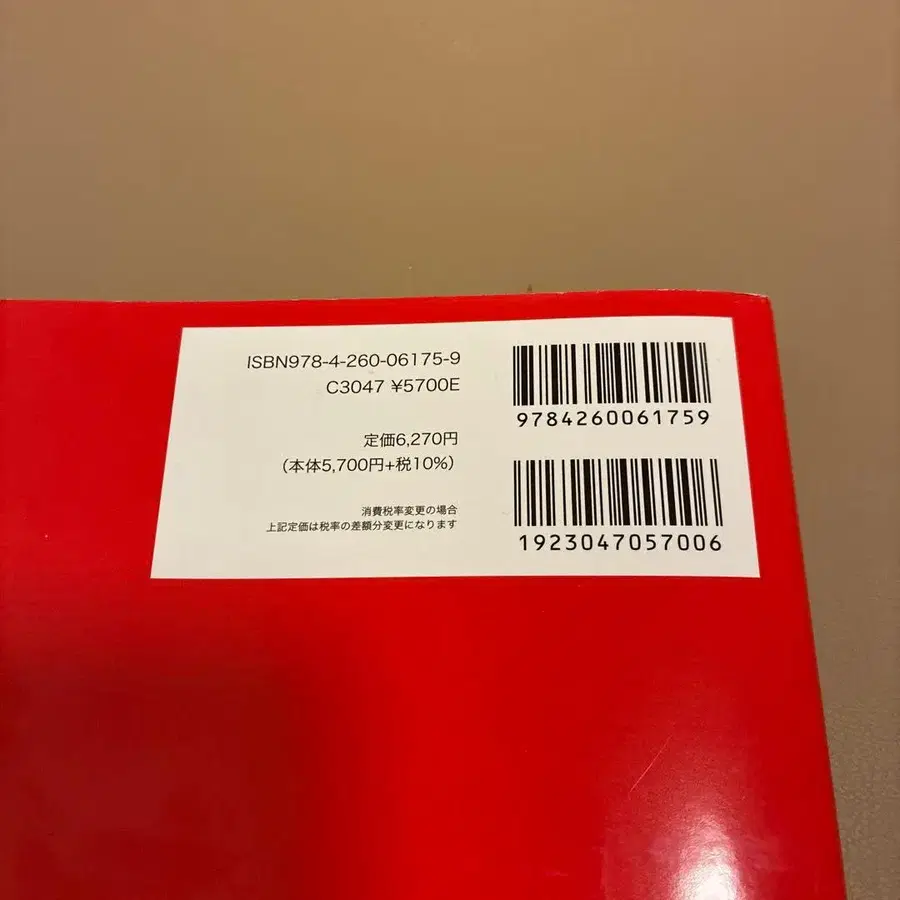 ISBN978-4-260-06175-9
C3047 ¥5700E
定価6,270円
（本体5,700円+税10%）
消費税率変更の場合
上記定価は税率の差額分変更になります
9784260061759
1923047057006